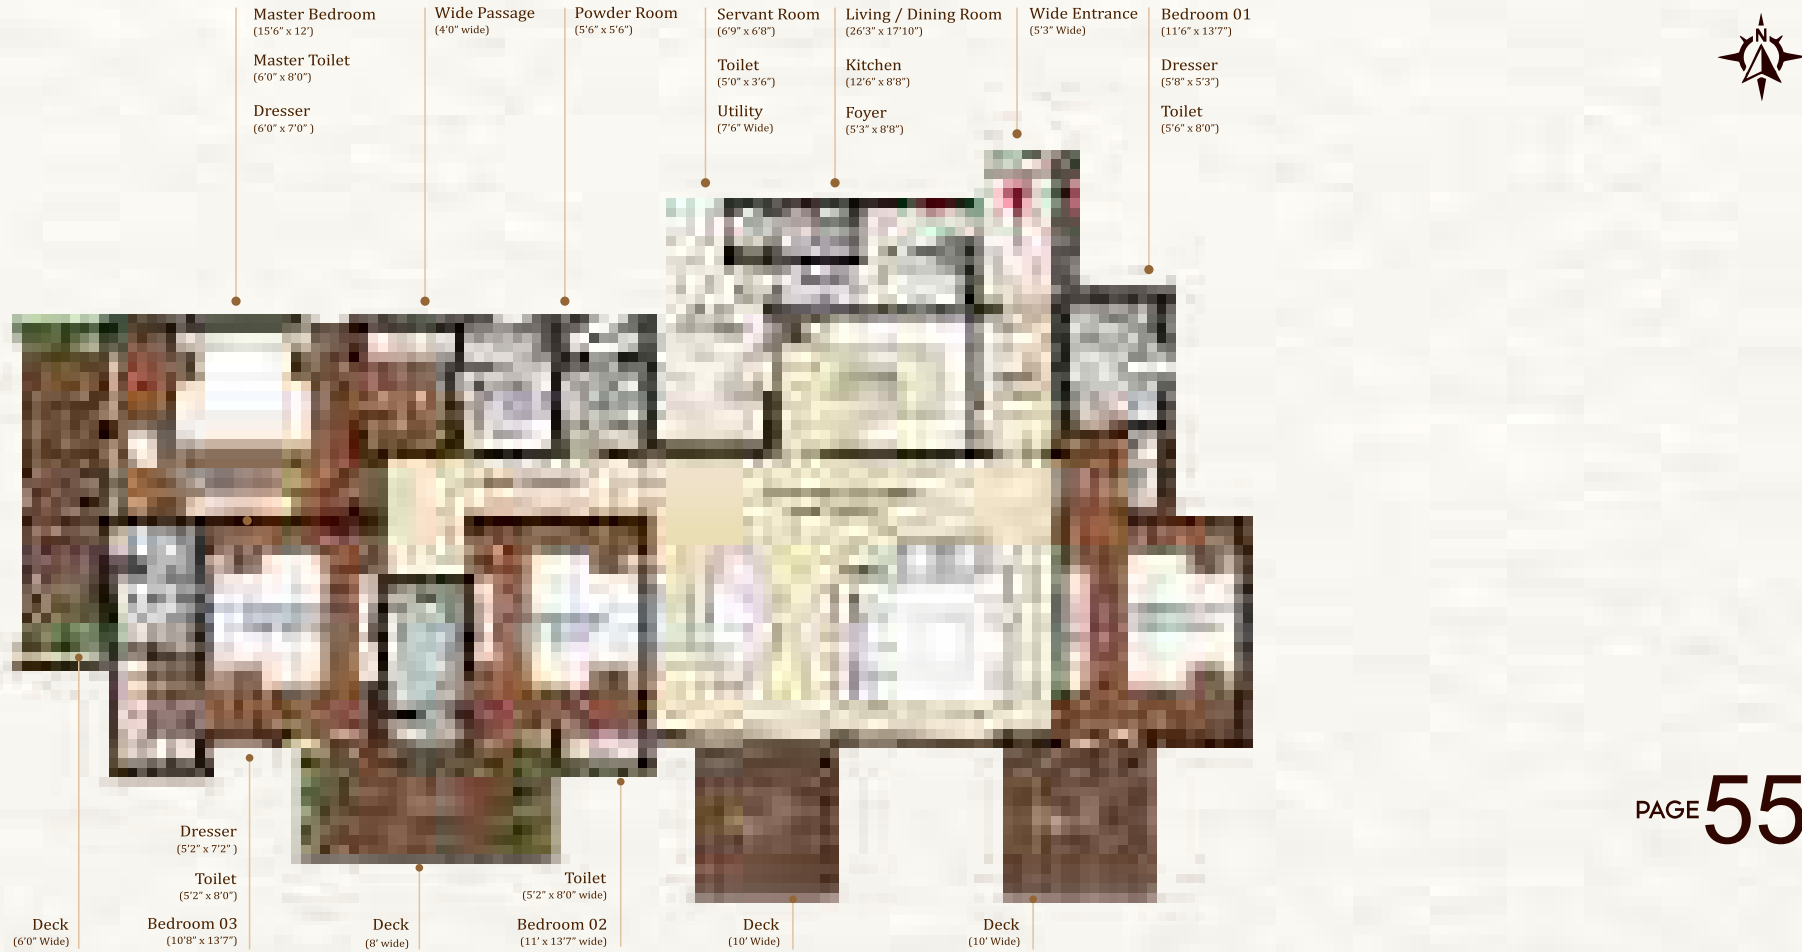 Master Bedroom
(15’6” x 12’)
Master Toilet
(6’0” x 8’0”)
Dresser
(6’0” x 7’0” )
Wide Passage
(4’0” wide)
Powder Room
(5’6” x 5’6”)
Servant Room
(6’9” x 6’8”)
Toilet
(5’0” x 3’6”)
Utility
(7’6” Wide)
Living / Dining Room
(26’3” x 17’10”)
Kitchen
(12’6” x 8’8”)
Foyer
(5’3” x 8’8”)
Wide Entrance
(5’3” Wide)
Bedroom 01
(11’6” x 13’7”)
Dresser
(5’8” x 5’3”)
Toilet
(5’6” x 8’0”)
N
Deck
(6’0” Wide)
Dresser
(5’2” x 7’2” )
Toilet
(5’2” x 8’0”)
Bedroom 03
(10’8” x 13’7”)
Deck
(8’ wide)
Toilet
(5’2” x 8’0” wide)
Bedroom 02
(11’ x 13’7” wide)
Deck
(10’ Wide)
Deck
(10’ Wide)
PAGE 55